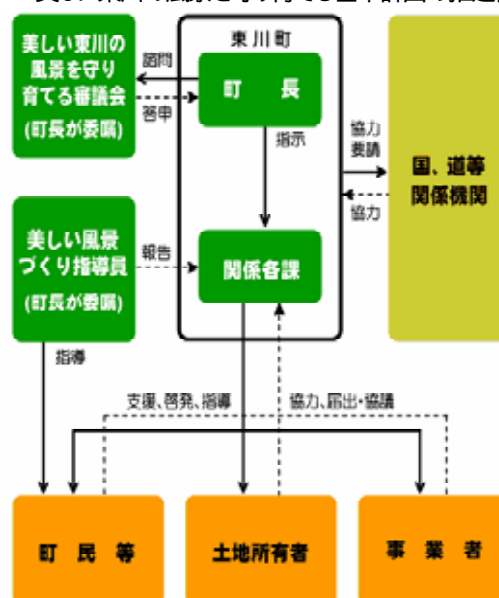 美しい東川の
風景を守り
育てる審議会
(町長が委嘱)
諮問
答申
東川町
町長
指示
協力
要請
協力
国、道等
関係機関
美しい風景
づくり指導員
(町長が委嘱)
報告
関係各課
指導
支援、啓発、指導
協力、届出・協議
町民等
土地所有者
事業者